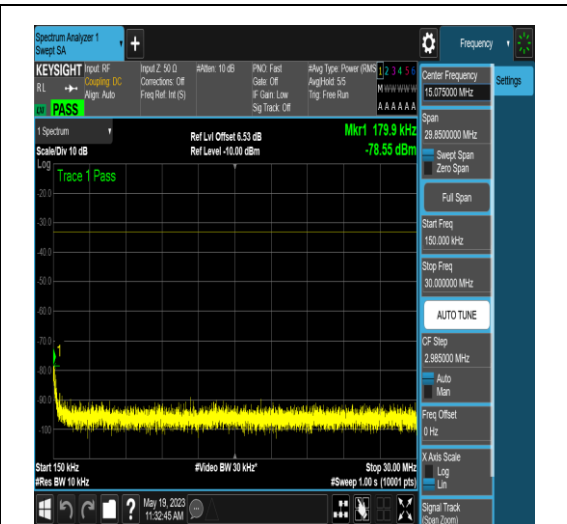 Spectrum Analyzer 1
Swept SA
+
Frequency
KEYSIGHT
Input: RF
Coupling: DC
Align: Auto
RL
PASS
Input Z: 50 Ω
Corrections: Off
Freq Ref: Int (S)
#Atten: 10 dB
PNO: Fast
Gate: Off
IF Gain: Low
Sig Track: Off
#Avg Type: Power (RMS
Avg|Hold: 5/5
Trig: Free Run
1 2 3 4 5 6
M W W W W W
A A A A A A
Center Frequency
15.075000 MHz
Settings
Span
29.8500000 MHz
Swept Span
Zero Span
Full Span
Start Freq
150.000 kHz
Stop Freq
30.000000 MHz
AUTO TUNE
CF Step
2.985000 MHz
Auto
Man
Freq Offset
0 Hz
X Axis Scale
Log
Lin
Signal Track
(Span Zoom)
1 Spectrum
Scale/Div 10 dB
Ref Lvl Offset 6.53 dB
Ref Level -10.00 dBm
Mkr1 179.9 kHz
-78.55 dBm
Log
Trace 1 Pass
-20.0
-30.0
-40.0
-50.0
-60.0
-70.0
1
-80.0
-90.0
-100
Start 150 kHz
#Res BW 10 kHz
#Video BW 30 kHz*
Stop 30.00 MHz
#Sweep 1.00 s (10001 pts)
?
May 19, 2023
11:32:45 AM